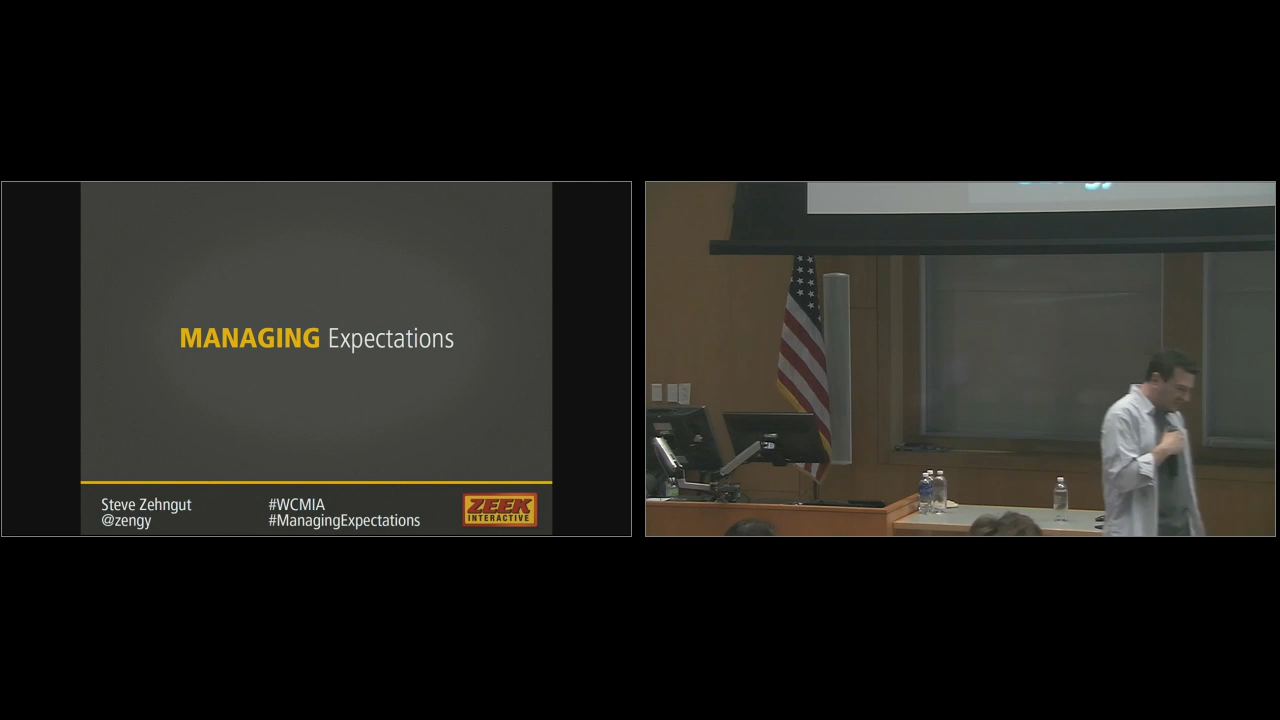 MANAGING Expectations
Steve Zehngut
@zengy
#WCMIA
#ManagingExpectations
ZEEK
INTERACTIVE